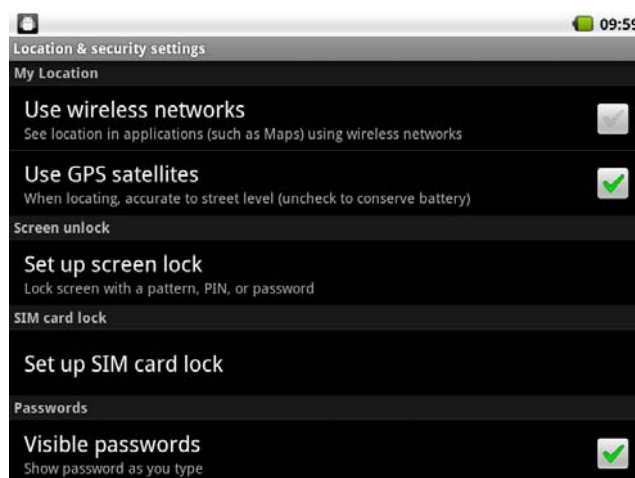 09:59
Location & security settings
My Location
Use wireless networks
See location in applications (such as Maps) using wireless networks
Use GPS satellites
When locating, accurate to street level (uncheck to conserve battery)
Screen unlock
Set up screen lock
Lock screen with a pattern, PIN, or password
SIM card lock
Set up SIM card lock
Passwords
Visible passwords
Show password as you type